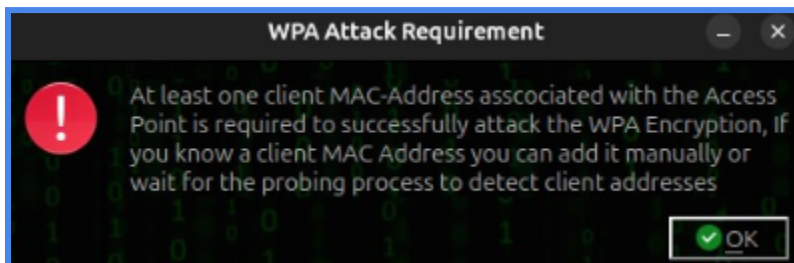 WPA Attack Requirement
At least one client MAC-Address asscociated with the Access
Point is required to successfully attack the WPA Encryption, If
you know a client MAC Address you can add it manually or
wait for the probing process to detect client addresses
OK